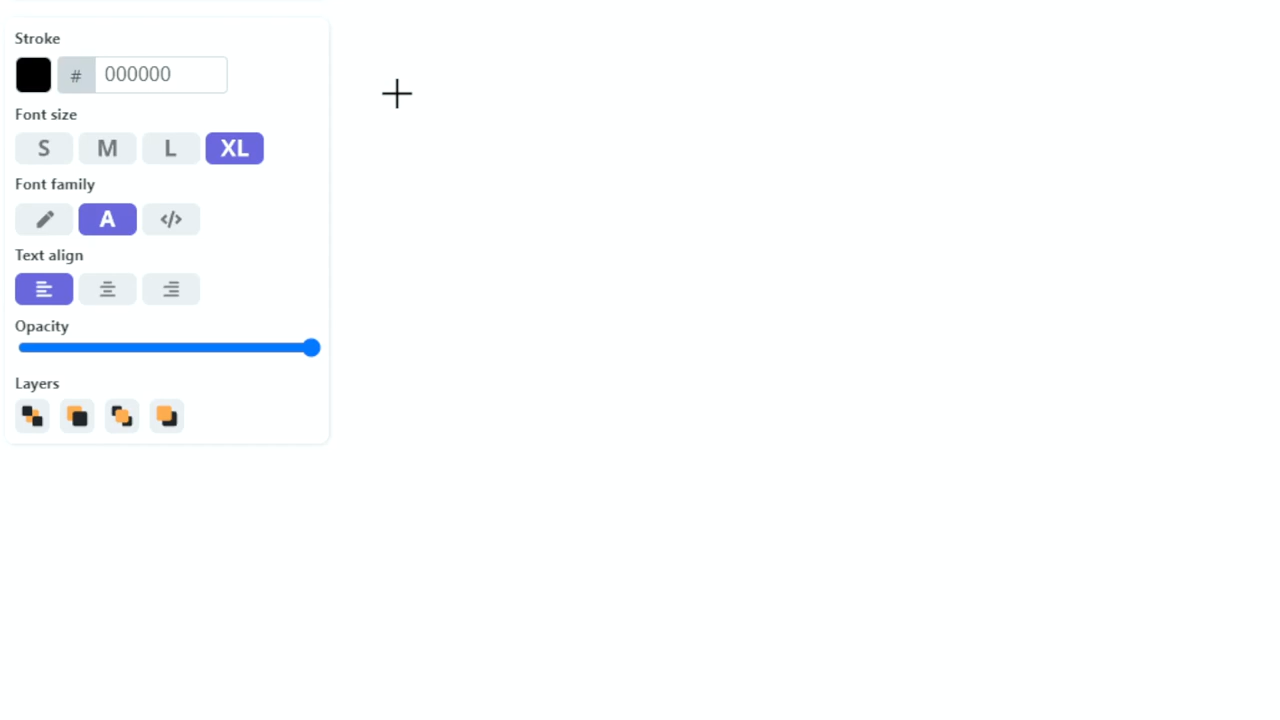 Stroke
# 000000
Font size
S M L XL
Font family
A </>
Text align
Opacity
Layers